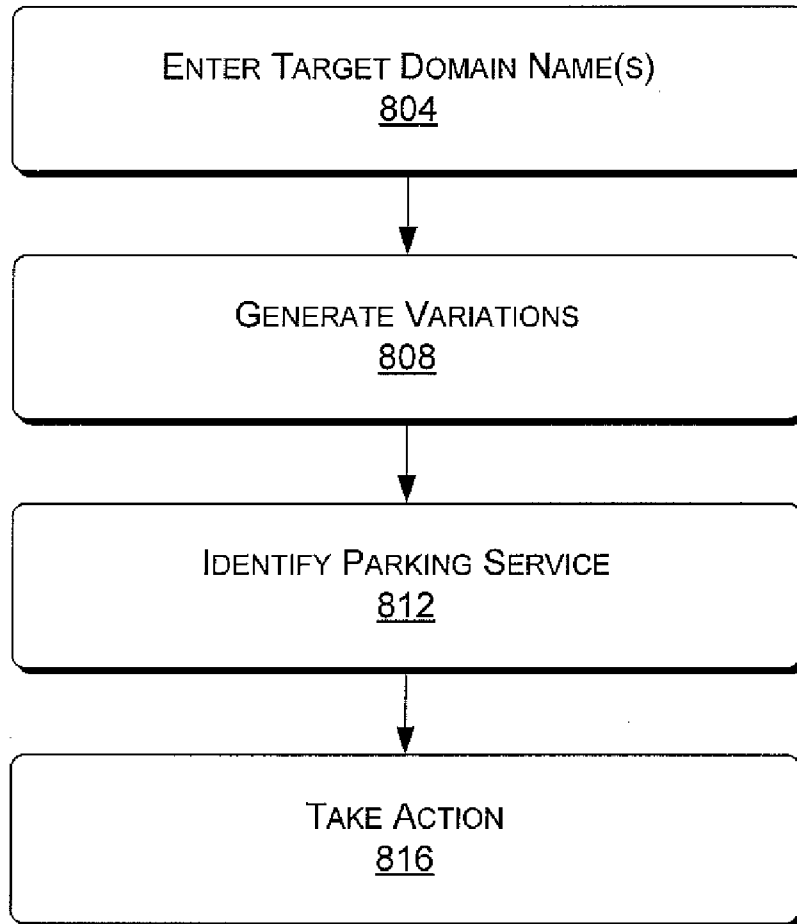 ENTER TARGET DOMAIN NAME(S)
804
GENERATE VARIATIONS
808
IDENTIFY PARKING SERVICE
812
TAKE ACTION
816